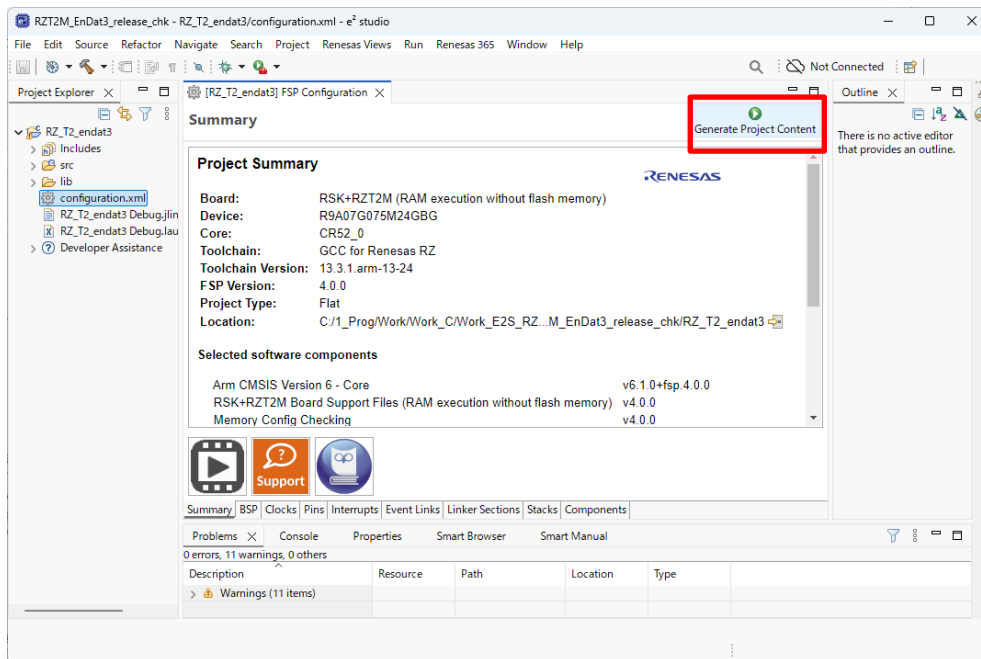 RZT2M_EnDat3_release_chk - RZ_T2_endat3/configuration.xml - e² studio
File Edit Source Refactor Navigate Search Project Renesas Views Run Renesas 365 Window Help
Not Connected
Project Explorer
[RZ_T2_endat3] FSP Configuration
Outline
RZ_T2_endat3
Includes
src
lib
configuration.xml
RZ_T2_endat3 Debug.jlin
RZ_T2_endat3 Debug.lau
Developer Assistance
Summary
Generate Project Content
There is no active editor
that provides an outline.
Project Summary
RENESAS
Board: RSK+RZT2M (RAM execution without flash memory)
Device: R9A07G075M24GBG
Core: CR52_0
Toolchain: GCC for Renesas RZ
Toolchain Version: 13.3.1.arm-13-24
FSP Version: 4.0.0
Project Type: Flat
Location: C:/1_Prog/Work/Work_C/Work_E2S_RZ...M_EnDat3_release_chk/RZ_T2_endat3
Selected software components
Arm CMSIS Version 6 - Core v6.1.0+fsp.4.0.0
RSK+RZT2M Board Support Files (RAM execution without flash memory) v4.0.0
Memory Config Checking v4.0.0
Support
Summary BSP Clocks Pins Interrupts Event Links Linker Sections Stacks Components
Problems Console Properties Smart Browser Smart Manual
0 errors, 11 warnings, 0 others
Description Resource Path Location Type
Warnings (11 items)